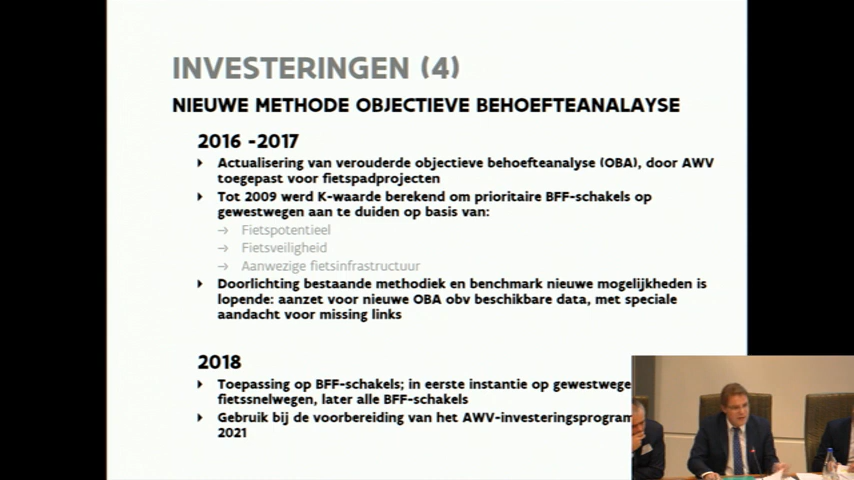 INVESTERINGEN (4)
NIEUWE METHODE OBJECTIEVE BEHOEFTEANALAYSE
2016 -2017
Actualisering van verouderde objectieve behoefteanalyse (OBA), door AWV
toegepast voor fietspadprojecten
Tot 2009 werd K-waarde berekend om prioritaire BFF-schakels op
gewestwegen aan te duiden op basis van:
Fietspotentieel
Fietsveiligheid
Aanwezige fietsinfrastructuur
Doorlichting bestaande methodiek en benchmark nieuwe mogelijkheden is
lopende: aanzet voor nieuwe OBA obv beschikbare data, met speciale
aandacht voor missing links
2018
Toepassing op BFF-schakels; in eerste instantie op gewestwege
fietssnelwegen, later alle BFF-schakels
Gebruik bij de voorbereiding van het AWV-investeringsprogram
2021